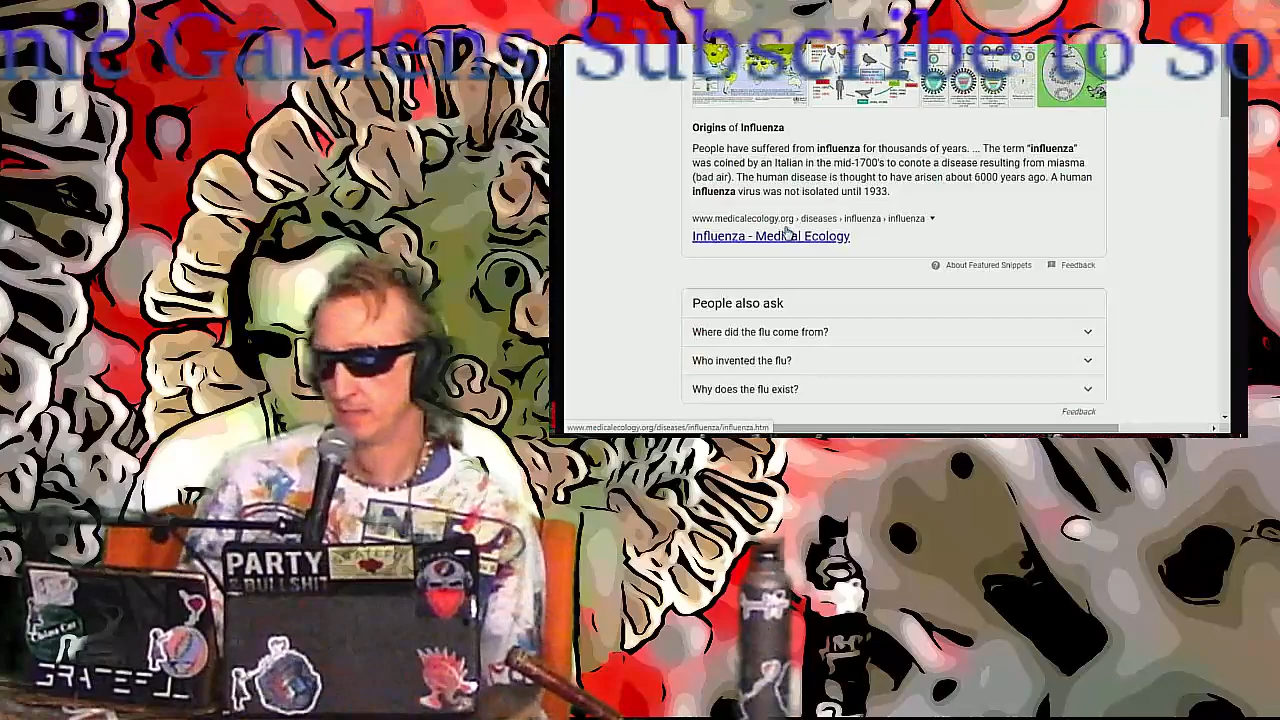 nic Gardens Subscribe to So
Origins of Influenza
People have suffered from influenza for thousands of years. ... The term "influenza"
was coined by an Italian in the mid-1700's to conote a disease resulting from miasma
(bad air). The human disease is thought to have arisen about 6000 years ago. A human
influenza virus was not isolated until 1933.
www.medicalecology.org › diseases › influenza › influenza
Influenza - Medical Ecology
About Featured Snippets
Feedback
People also ask
Where did the flu come from?
Who invented the flu?
Why does the flu exist?
Feedback
www.medicalecology.org/diseases/influenza/influenza.htm
PARTY
& BULLSHIT